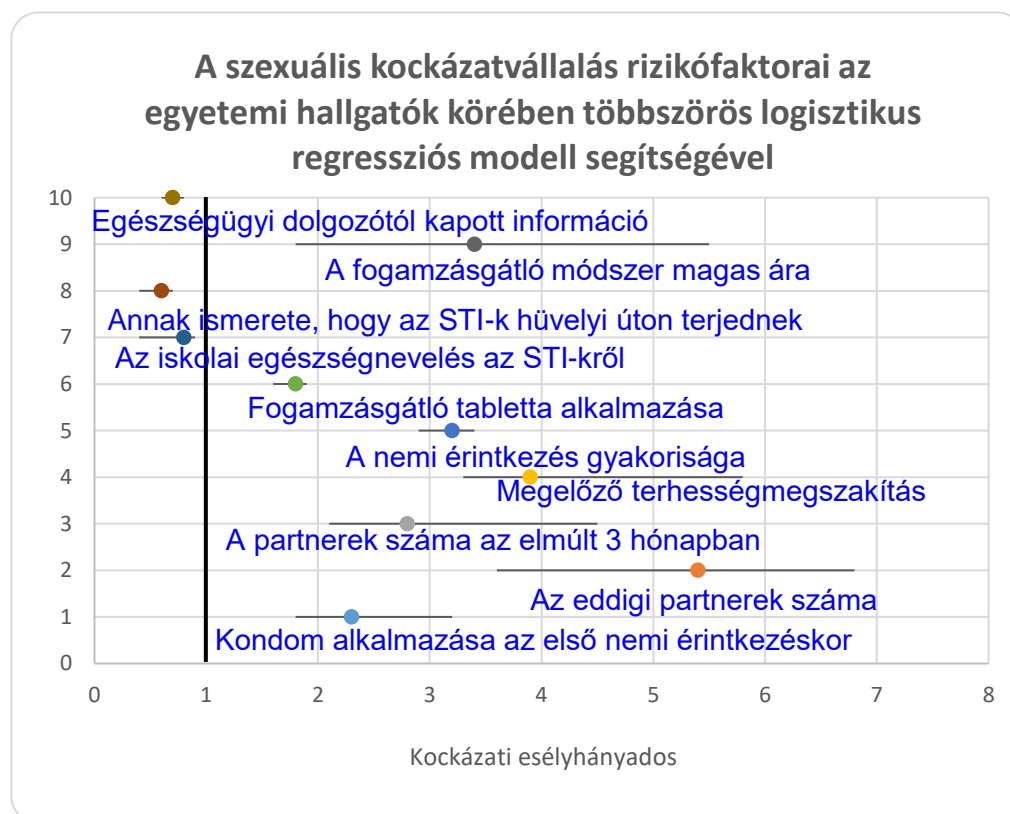 A szexuális kockázatvállalás rizikófaktorai az
egyetemi hallgatók körében többszörös logisztikus
regressziós modell segítségével
10
Egészségügyi dolgozótól kapott információ
9
A fogamzásgátló módszer magas ára
8
Annak ismerete, hogy az STI-k hüvelyi úton terjednek
7
Az iskolai egészségnevelés az STI-kről
6
Fogamzásgátló tabletta alkalmazása
5
A nemi érintkezés gyakorisága
4
Megelőző terhességmegszakítás
3
A partnerek száma az elmúlt 3 hónapban
2
Az eddigi partnerek száma
1
Kondom alkalmazása az első nemi érintkezéskor
0
0 1 2 3 4 5 6 7 8
Kockázati esélyhányados